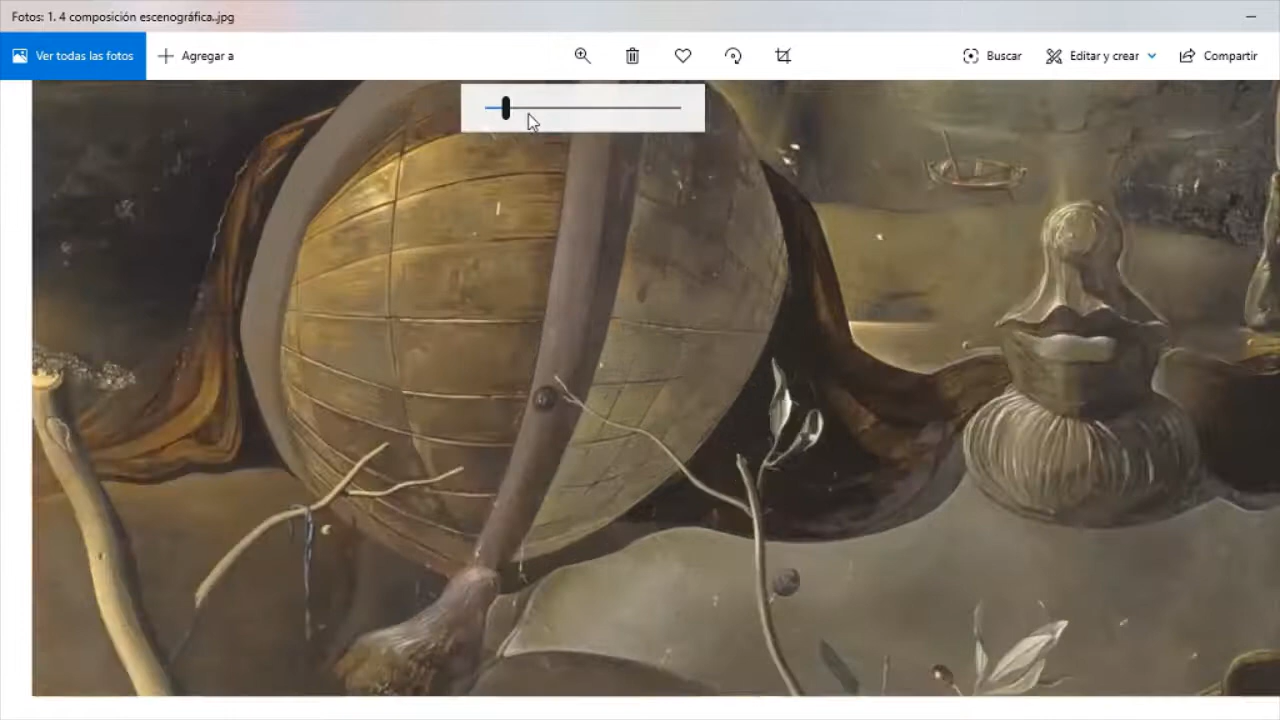 Fotos: 1. 4 composición escenográfica..jpg
Ver todas las fotos
Agregar a
Buscar
Editar y crear
Compartir